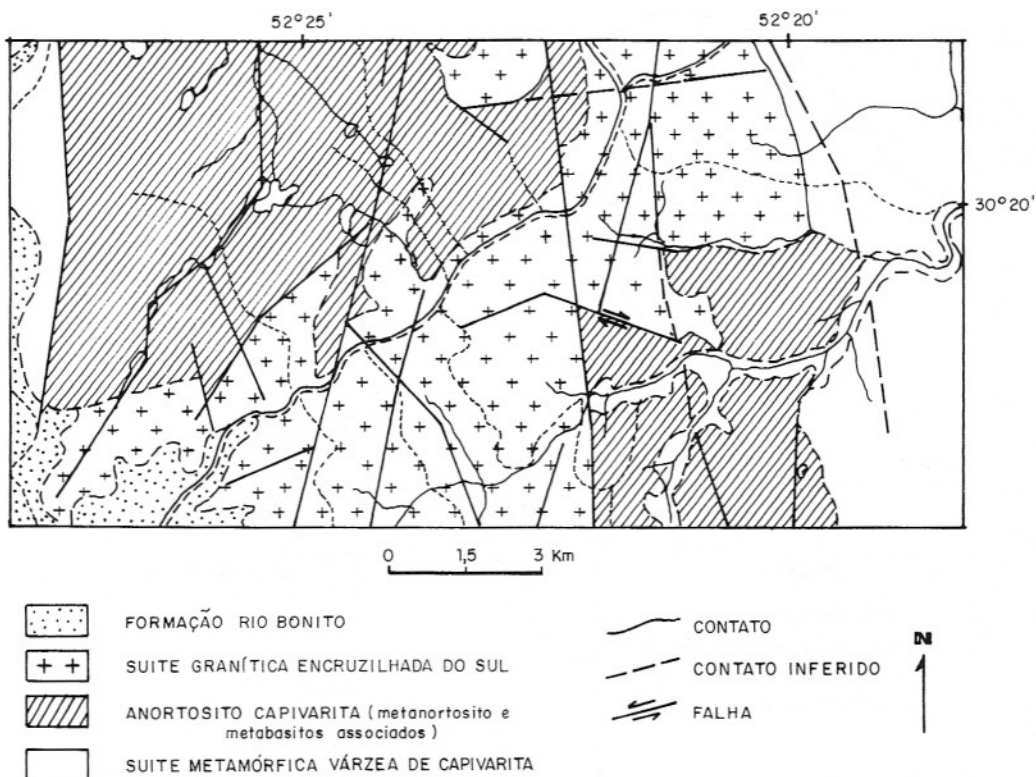 52°25'
52°20'
30°20'
0 1,5 3 Km
FORMAÇÃO RIO BONITO
SUITE GRANÍTICA ENCRUZILHADA DO SUL
ANORTOSITO CAPIVARITA (metanortosito e
metabasitos associados)
SUITE METAMÓRFICA VÁRZEA DE CAPIVARITA
CONTATO
CONTATO INFERIDO
FALHA
N